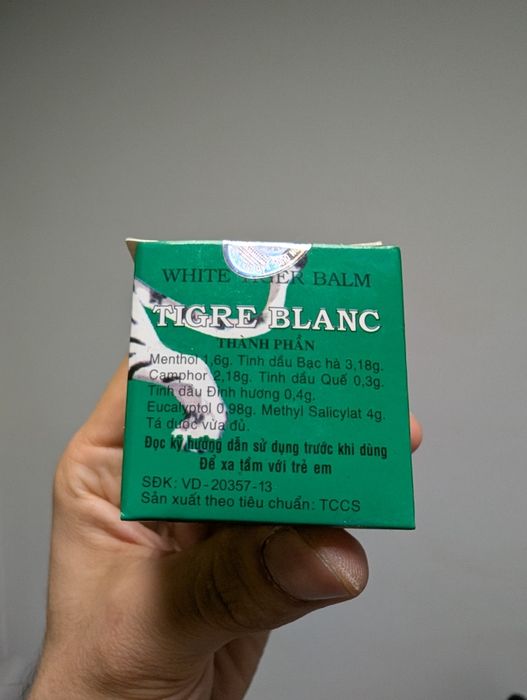 WHITE TIGER BALM
TIGRE BLANC
THÀNH PHẦN
Menthol 1,6g. Tinh dầu Bạc hà 3,18g.
Camphor 2,18g. Tinh dầu Quế 0,3g.
Tinh dầu Đinh hương 0,4g.
Eucalyptol 0,98g. Methyl Salicylat 4g.
Tá dược vừa đủ.
Đọc kỹ hướng dẫn sử dụng trước khi dùng
Để xa tầm với trẻ em
SĐK: VD-20357-13
Sản xuất theo tiêu chuẩn: TCCS